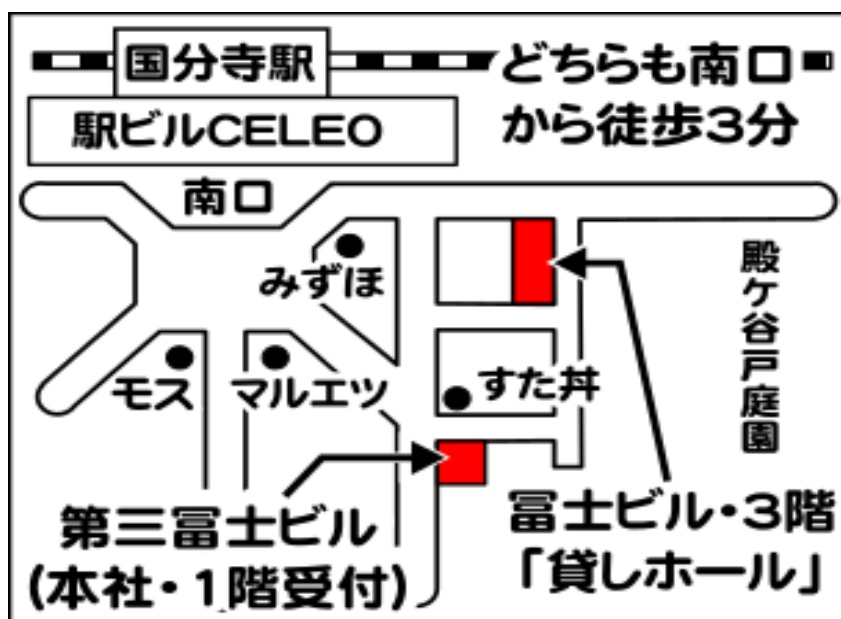 国分寺駅
どちらも南口
から徒歩3分
駅ビルCELEO
南口
みずほ
殿ケ谷戸庭園
モス
マルエツ
すた丼
第三冨士ビル
(本社・1階受付)
冨士ビル・3階
「貸しホール」